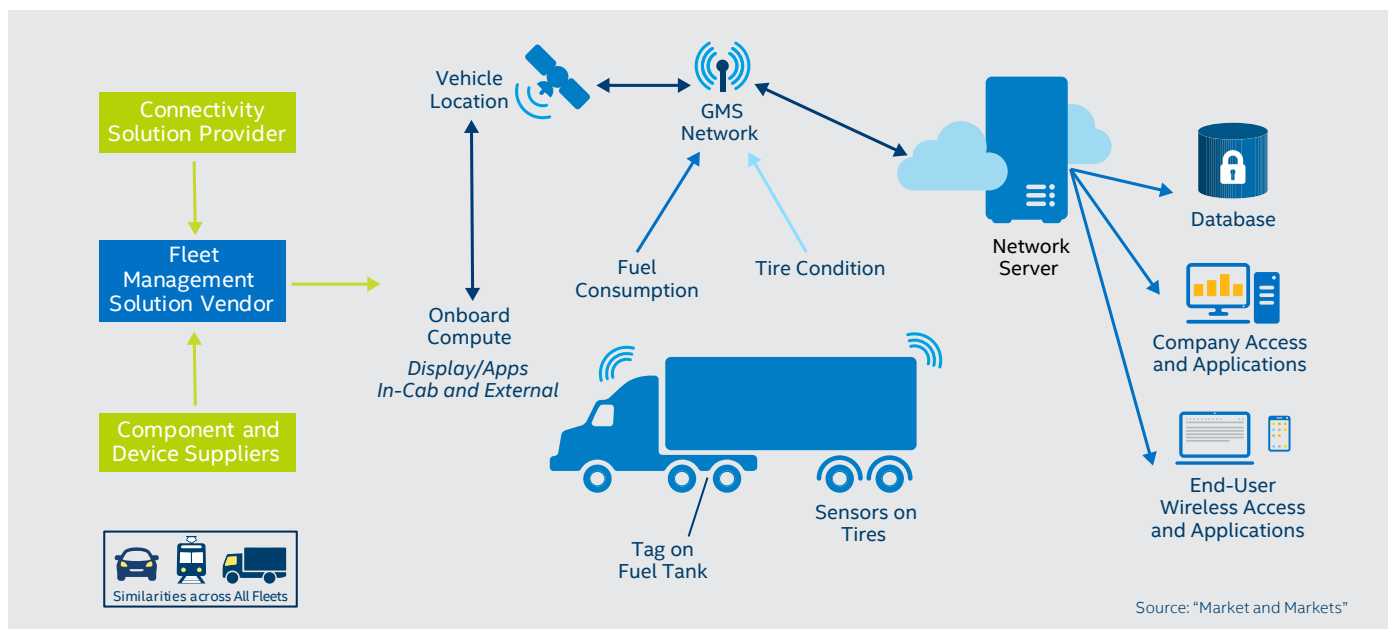 Connectivity
Solution Provider
Fleet
Management
Solution Vendor
Component and
Device Suppliers
Similarities across All Fleets
Vehicle
Location
Onboard
Compute
Display/Apps
In-Cab and External
GMS
Network
Fuel
Consumption
Tire Condition
Tag on
Fuel Tank
Sensors on
Tires
Network
Server
Database
Company Access
and Applications
End-User
Wireless Access
and Applications
Source: “Market and Markets”